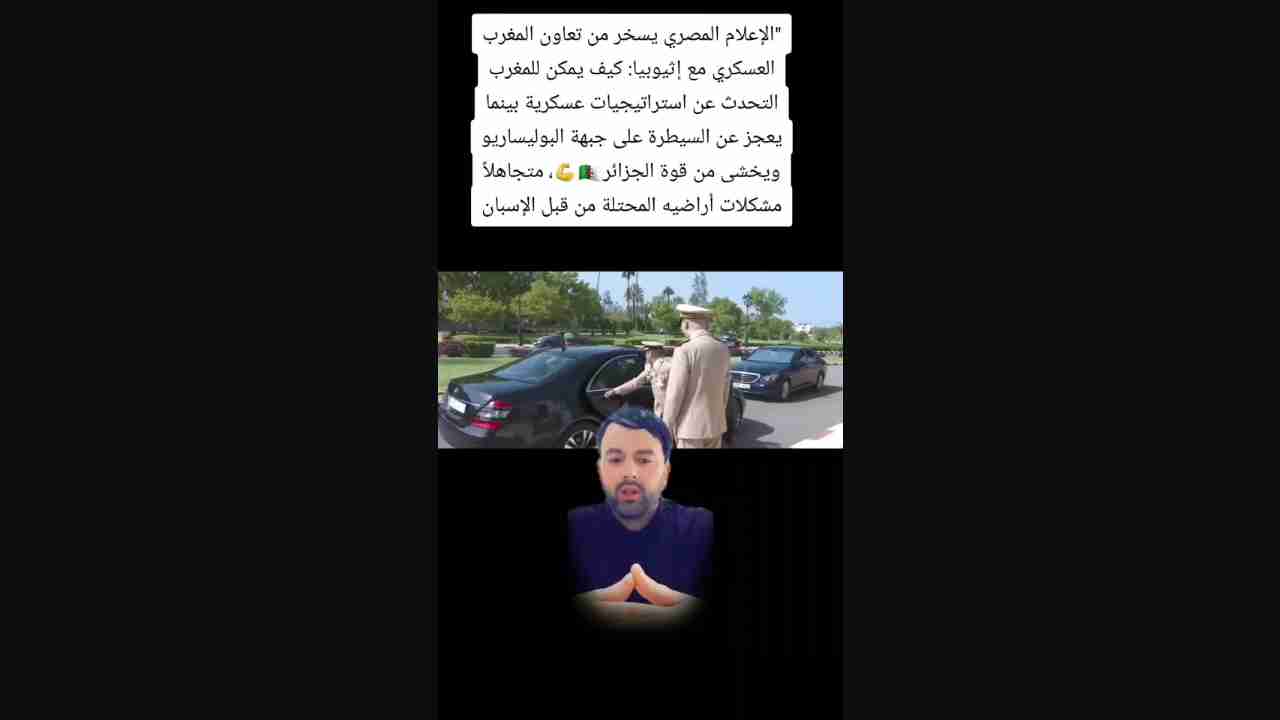 "الإعلام المصري يسخر من تعاون المغرب
العسكري مع إثيوبيا: كيف يمكن للمغرب
التحدث عن استراتيجيات عسكرية بينما
يعجز عن السيطرة على جبهة البوليساريو
ويخشى من قوة الجزائر🇩🇿💪، متجاهلاً
مشكلات أراضيه المحتلة من قبل الإسبان